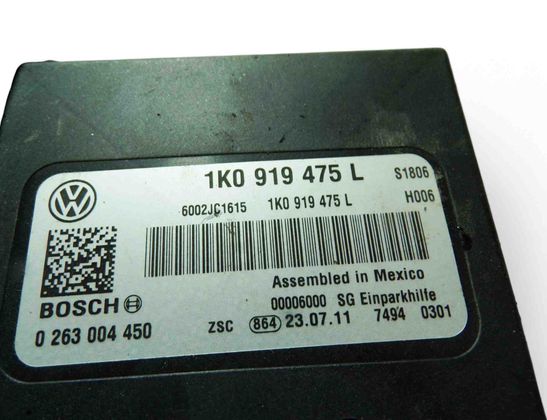 1K0 919 475 L S1806
6002JC1615 1K0 919 475 L H006
Assembled in Mexico
BOSCH 00006000 SG Einparkhilfe
0 263 004 450 ZSC 864 23.07.11 7494 0301